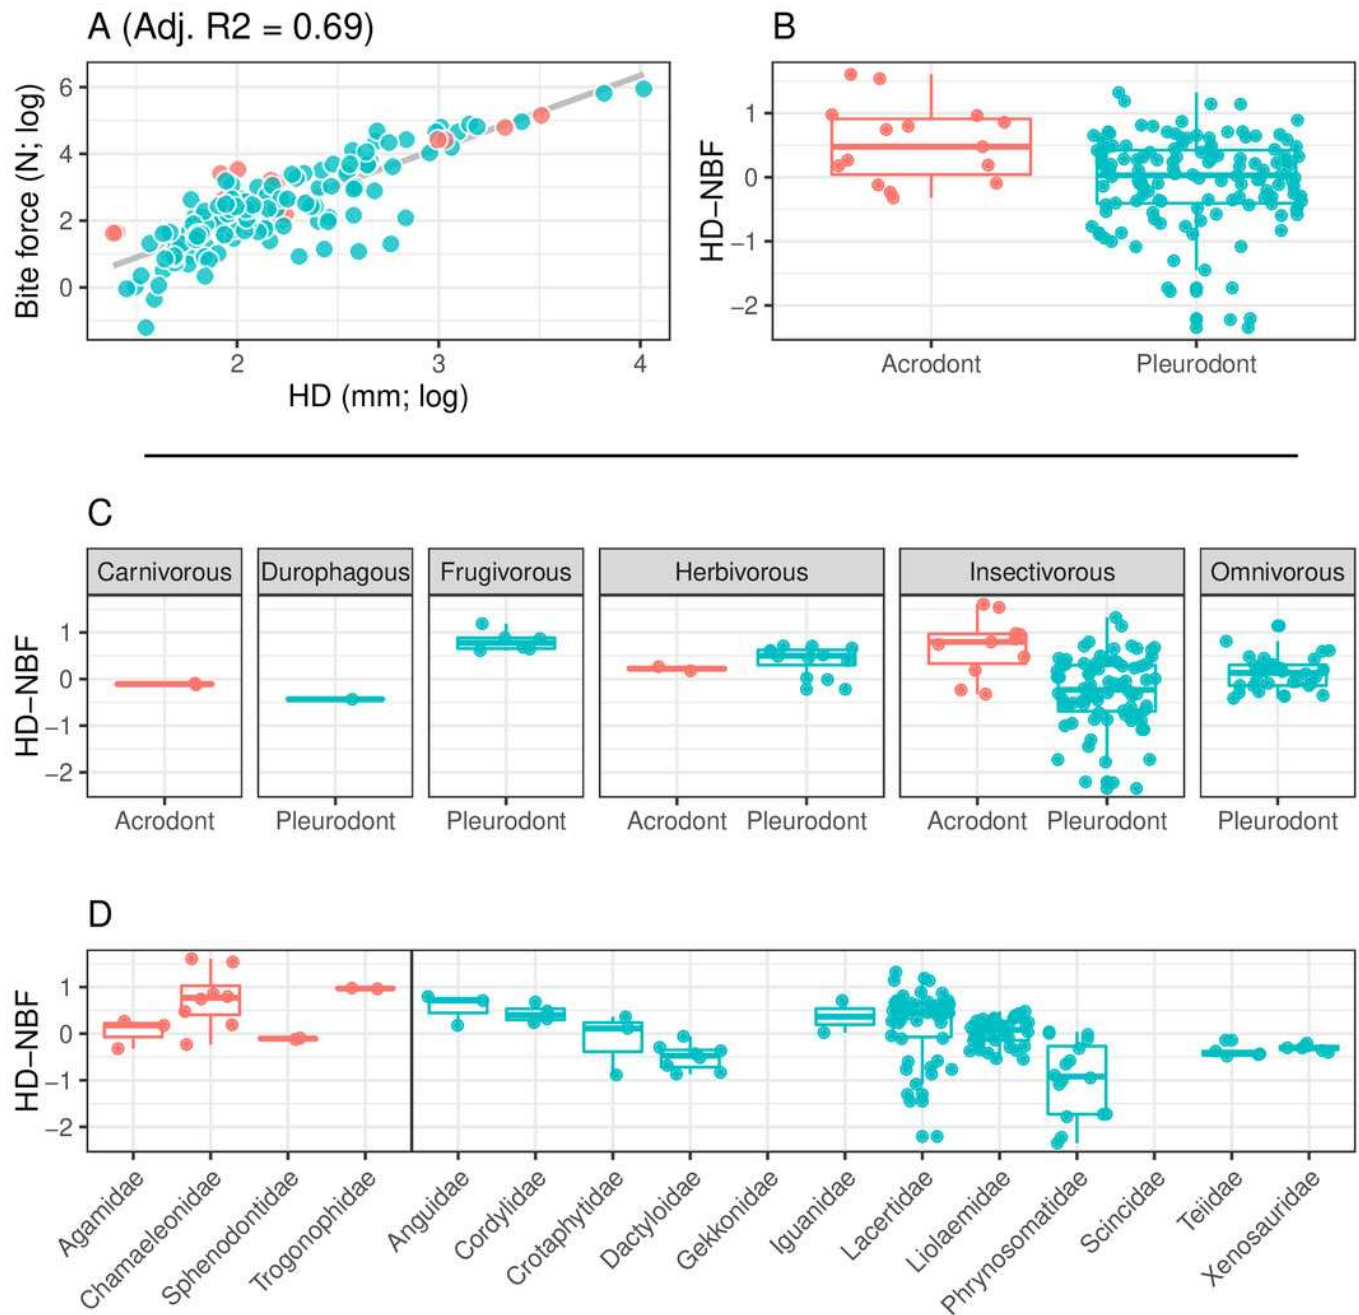 A (Adj. R2 = 0.69)
Bite force (N; log)
6
4
2
0
2
3
4
HD (mm; log)
B
HD−NBF
1
0
−1
−2
Acrodont
Pleurodont
C
Carnivorous
Durophagous
Frugivorous
Herbivorous
Insectivorous
Omnivorous
HD−NBF
1
0
−1
−2
Acrodont
Pleurodont
Pleurodont
Acrodont
Pleurodont
Acrodont
Pleurodont
Pleurodont
D
HD−NBF
1
0
−1
−2
Agamidae
Chamaeleonidae
Sphenodontidae
Trogonophidae
Anguidae
Cordylidae
Crotaphytidae
Dactyloidae
Gekkonidae
Iguanidae
Lacertidae
Liolaemidae
Phrynosomatidae
Scincidae
Teiidae
Xenosauridae